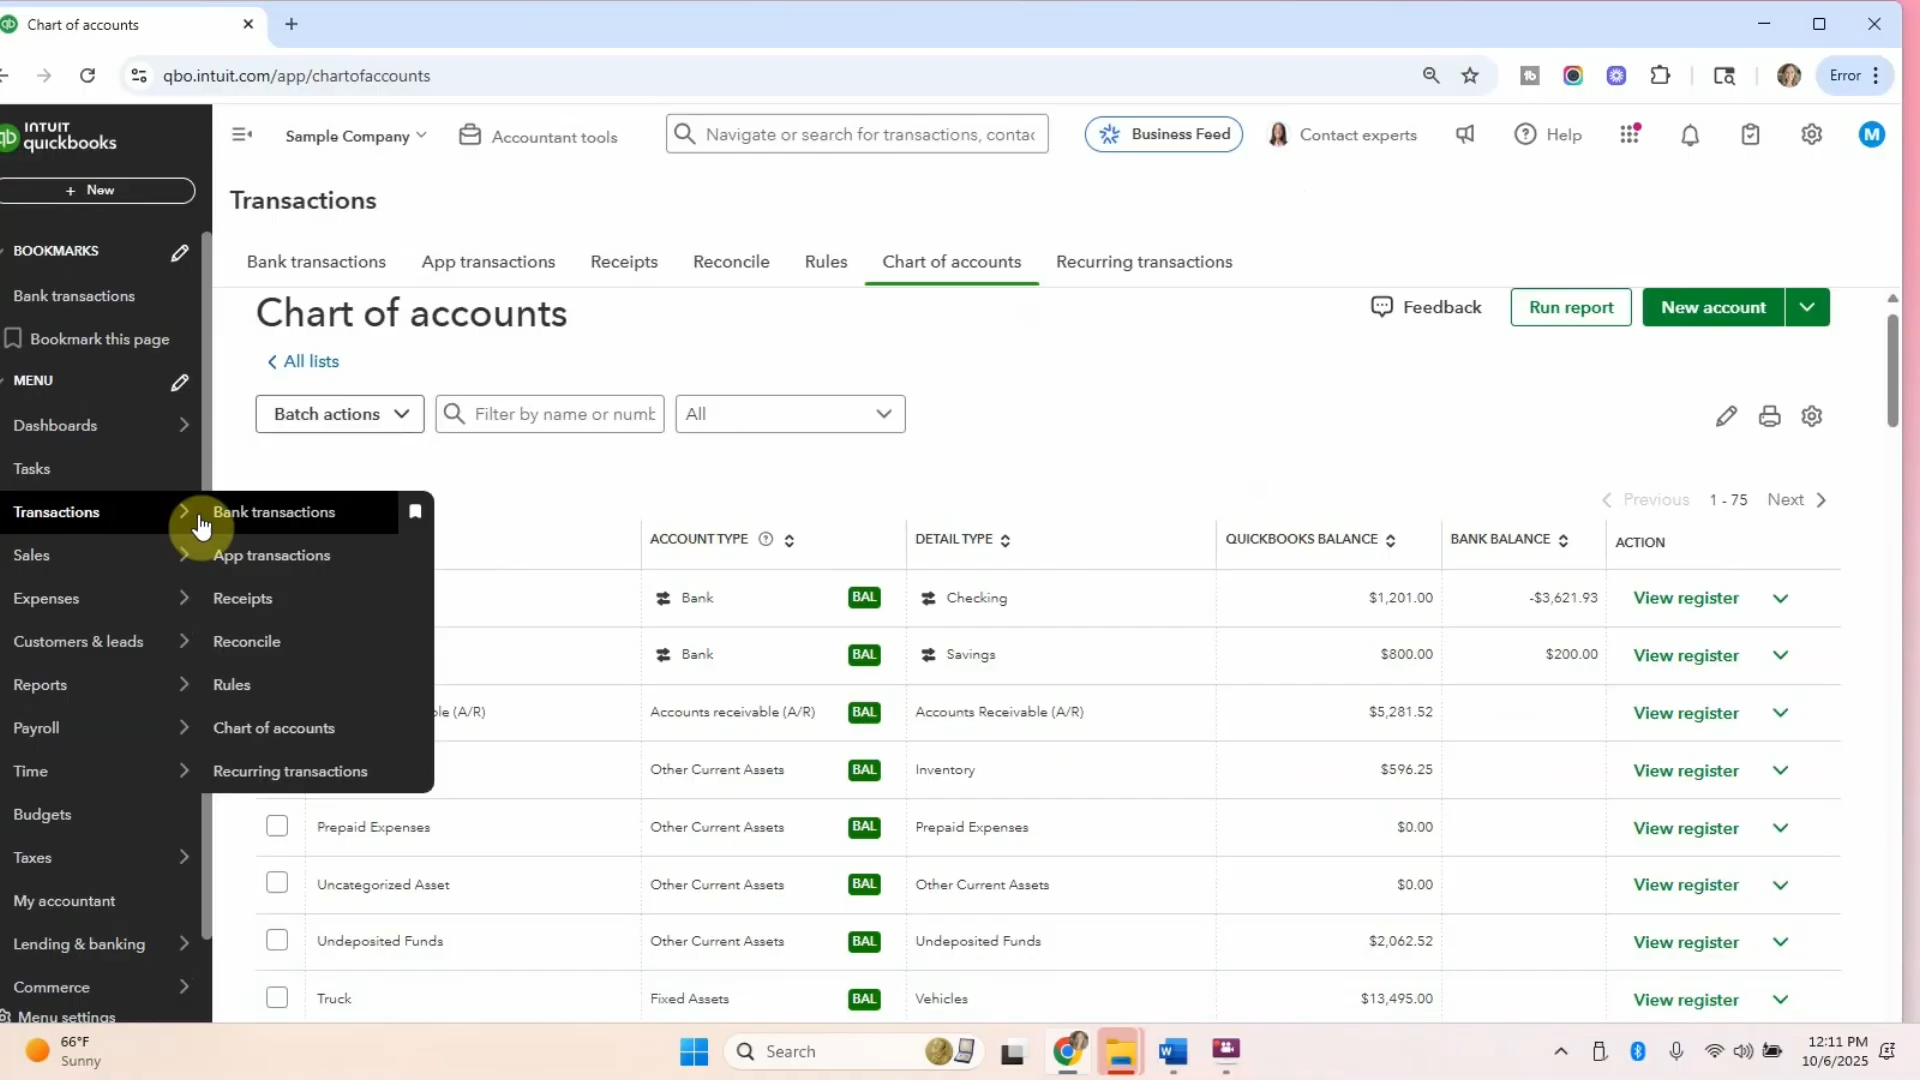 Chart of accounts
qbo.intuit.com/app/chartofaccounts
Error
INTUIT
quickbooks
Sample Company
Accountant tools
Navigate or search for transactions, contac
Business Feed
Contact experts
Help
M
+ New
Transactions
BOOKMARKS
Bank transactions
Bookmark this page
MENU
Dashboards
Tasks
Transactions
Sales
Expenses
Customers & leads
Reports
Payroll
Time
Budgets
Taxes
My accountant
Lending & banking
Commerce
Menu settings
Bank transactions
App transactions
Receipts
Reconcile
Rules
Chart of accounts
Recurring transactions
Bank transactions
App transactions
Receipts
Reconcile
Rules
Chart of accounts
Recurring transactions
Chart of accounts
Feedback
Run report
New account
All lists
Batch actions
Filter by name or numb
All
Previous 1 - 75 Next
ACCOUNT TYPE DETAIL TYPE QUICKBOOKS BALANCE BANK BALANCE ACTION
Bank BAL Checking $1,201.00 -$3,621.93 View register
Bank BAL Savings $800.00 $200.00 View register
ble (A/R) Accounts receivable (A/R) BAL Accounts Receivable (A/R) $5,281.52 View register
Other Current Assets BAL Inventory $596.25 View register
Prepaid Expenses Other Current Assets BAL Prepaid Expenses $0.00 View register
Uncategorized Asset Other Current Assets BAL Other Current Assets $0.00 View register
Undeposited Funds Other Current Assets BAL Undeposited Funds $2,062.52 View register
Truck Fixed Assets BAL Vehicles $13,495.00 View register
66°F
Sunny
Search
12:11 PM
10/6/2025